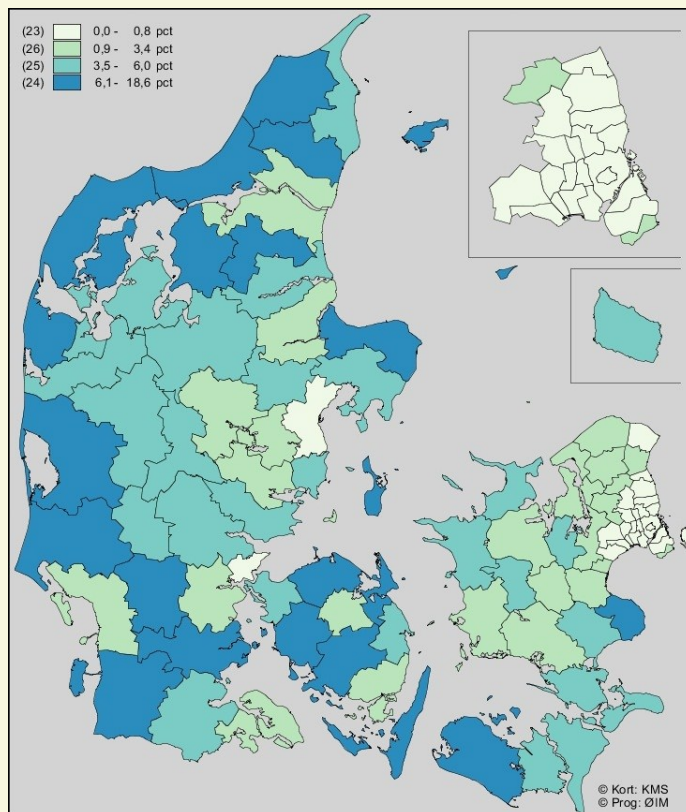 (23) 0,0 - 0,8 pct
(26) 0,9 - 3,4 pct
(25) 3,5 - 6,0 pct
(24) 6,1 - 18,6 pct
© Kort: KMS
© Prog: ØIM